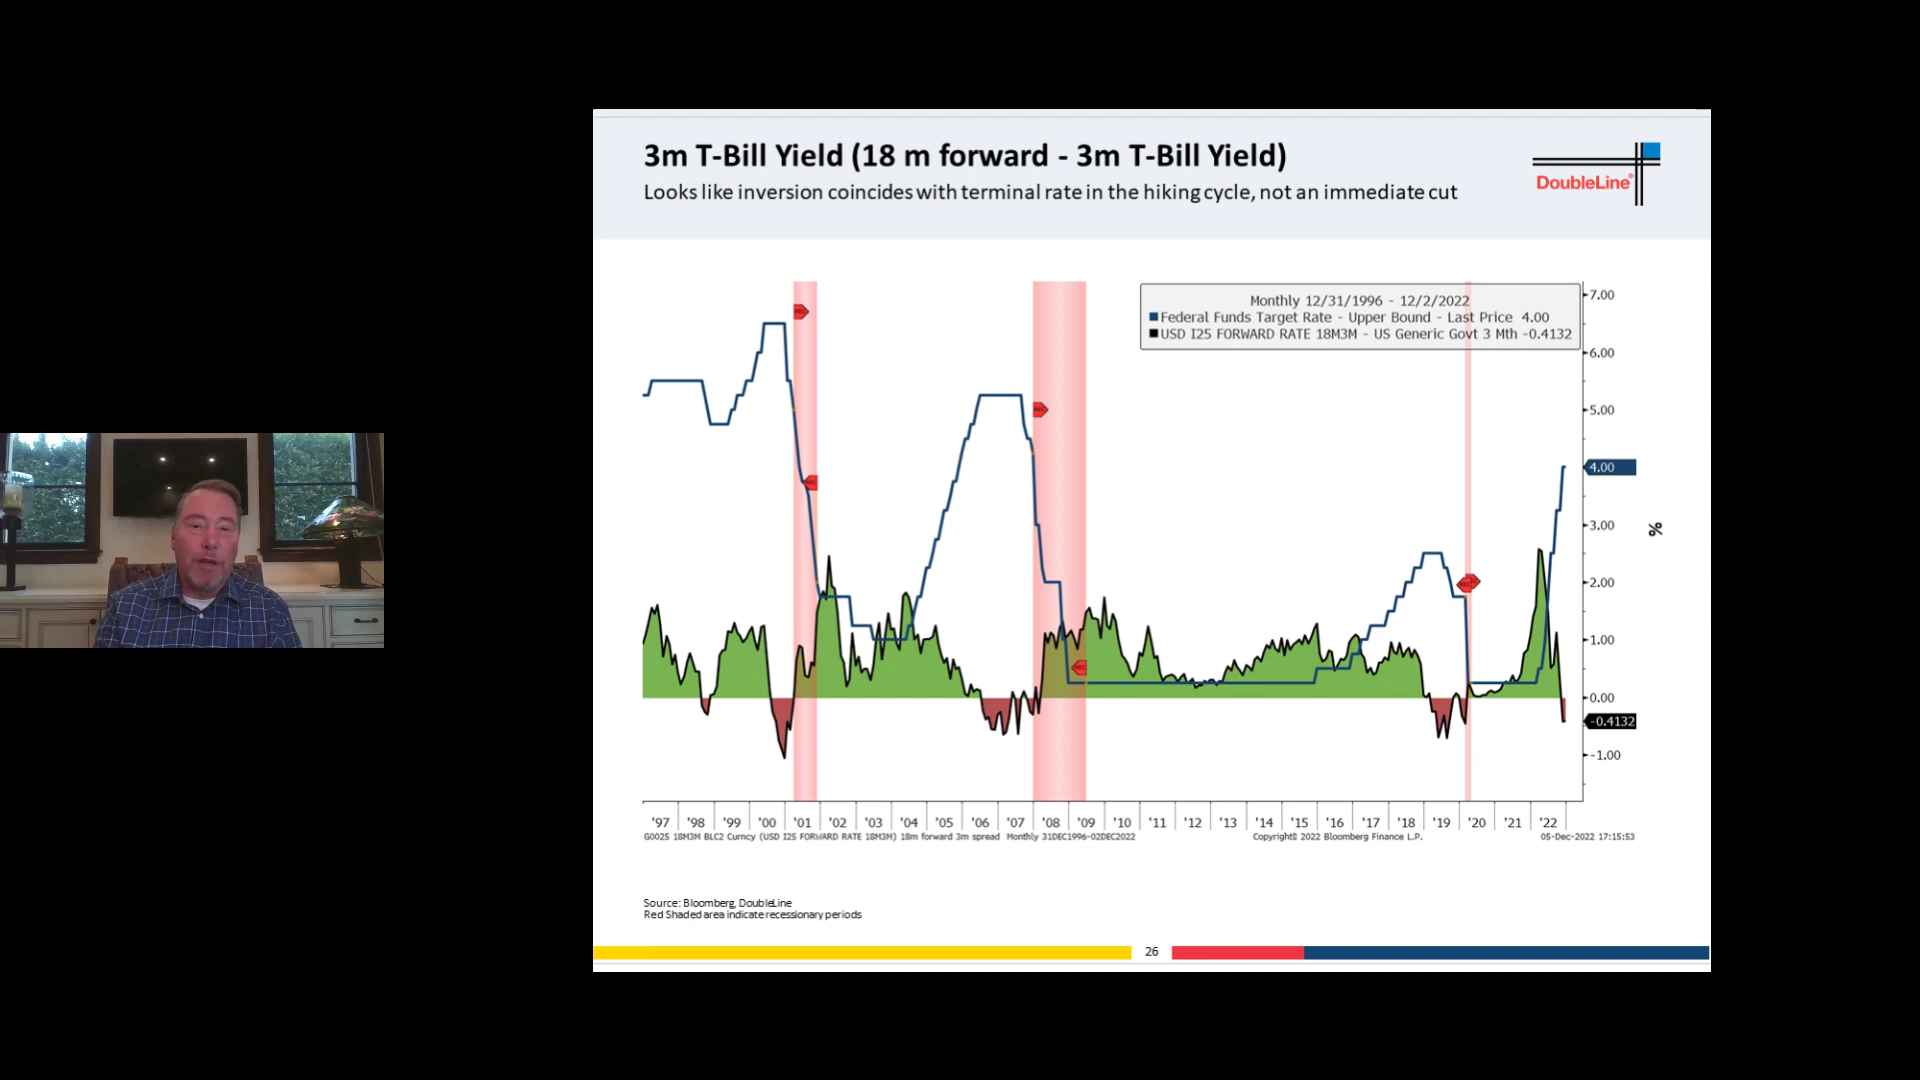 3m T-Bill Yield (18 m forward - 3m T-Bill Yield)
Looks like inversion coincides with terminal rate in the hiking cycle, not an immediate cut
DoubleLine®
Monthly 12/31/1996 - 12/2/2022
Federal Funds Target Rate - Upper Bound - Last Price 4.00
USD I25 FORWARD RATE 18M3M - US Generic Govt 3 Mth -0.4132
7.00
6.00
5.00
4.00
3.00
2.00
1.00
0.00
-0.4132
-1.00
%
REC
REC
REC
REC
REC
'97 '98 '99 '00 '01 '02 '03 '04 '05 '06 '07 '08 '09 '10 '11 '12 '13 '14 '15 '16 '17 '18 '19 '20 '21 '22
G0025 18M3M BLC2 Curncy (USD I25 FORWARD RATE 18M3M) 18m forward 3m spread Monthly 31DEC1996-02DEC2022
Copyright© 2022 Bloomberg Finance L.P.
05-Dec-2022 17:15:53
Source: Bloomberg, DoubleLine
Red Shaded area indicate recessionary periods
26